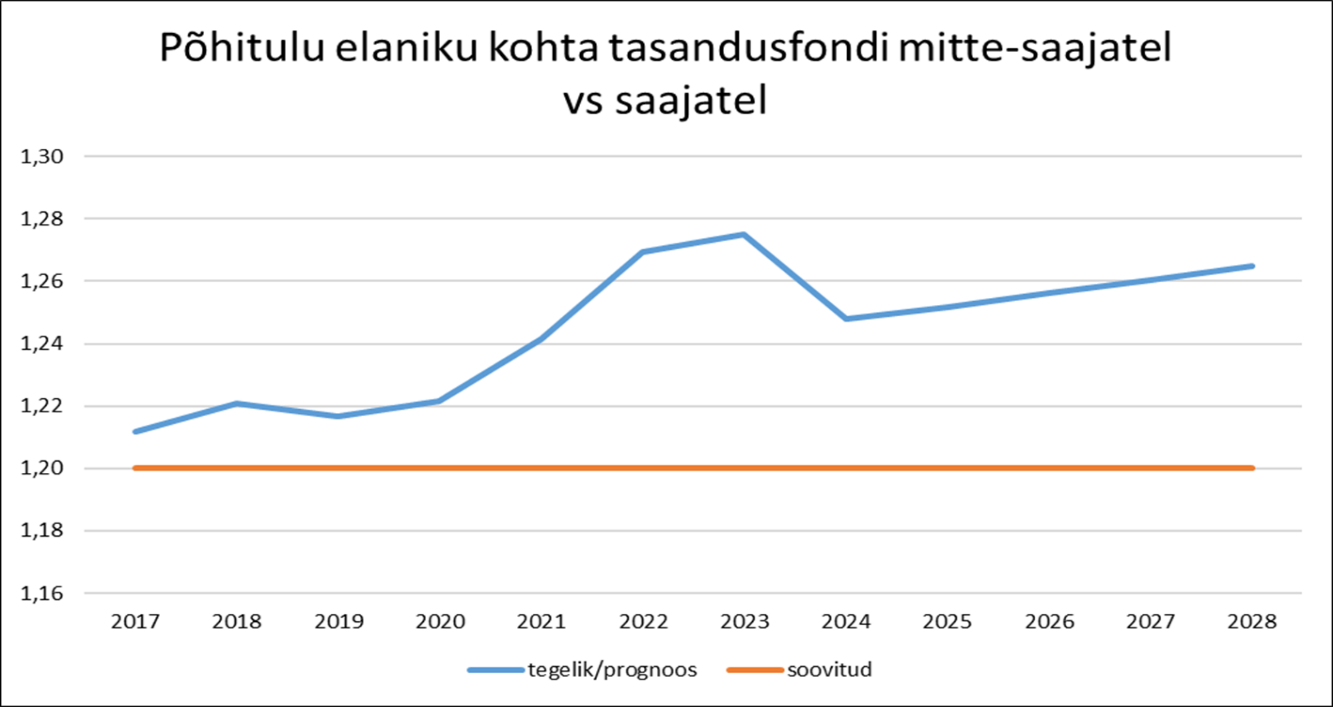 Põhitulu elaniku kohta tasandusfondi mitte-saajatel
vs saajatel
1,30
1,28
1,26
1,24
1,22
1,20
1,18
1,16
2017 2018 2019 2020 2021 2022 2023 2024 2025 2026 2027 2028
tegelik/prognoos soovitud